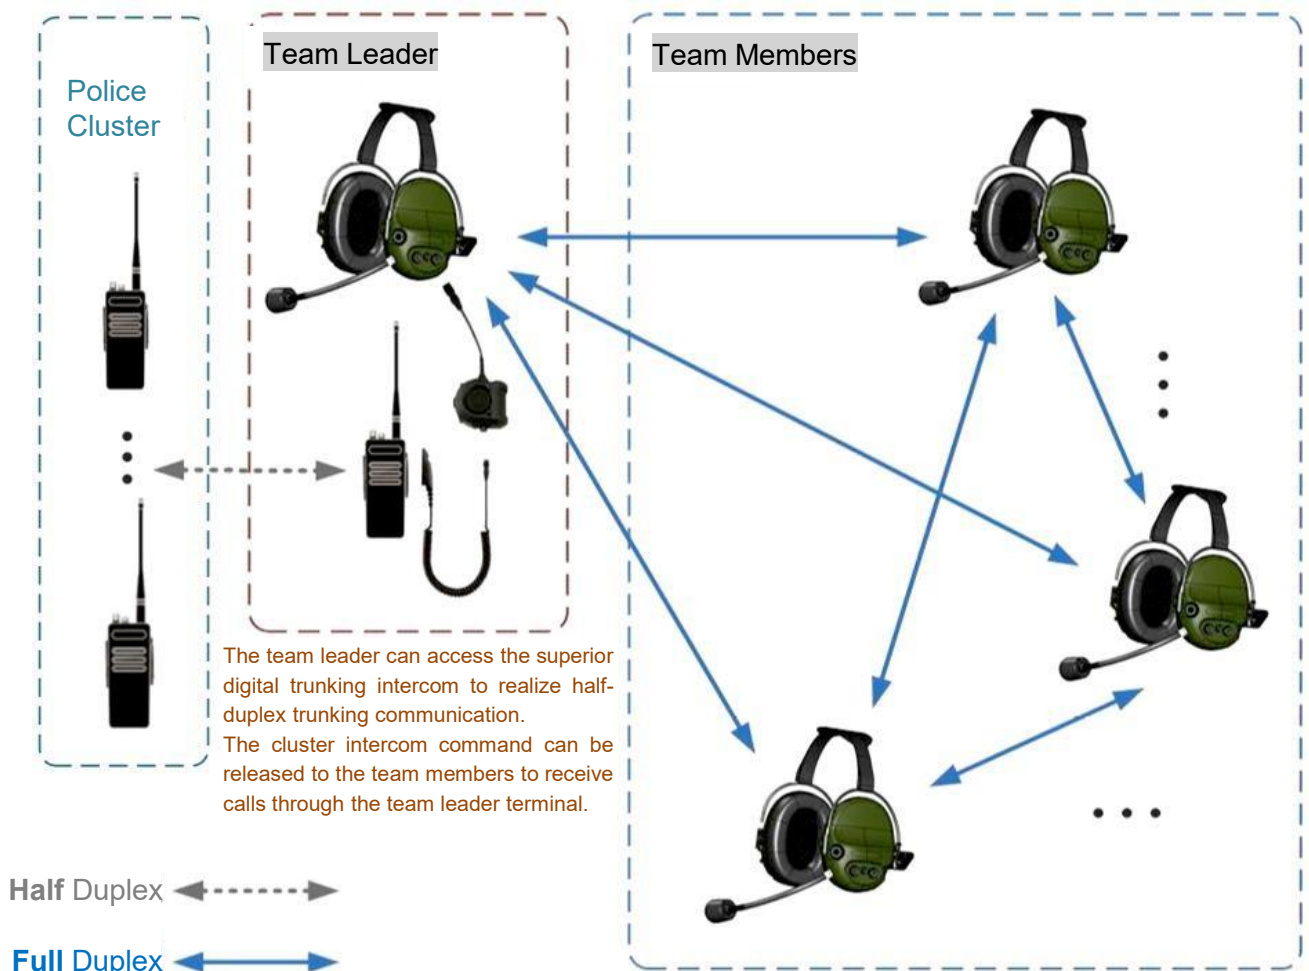 Team Leader
Team Members
Police
Cluster
The team leader can access the superior
digital trunking intercom to realize half-
duplex trunking communication.
The cluster intercom command can be
released to the team members to receive
calls through the team leader terminal.
Half Duplex
Full Duplex